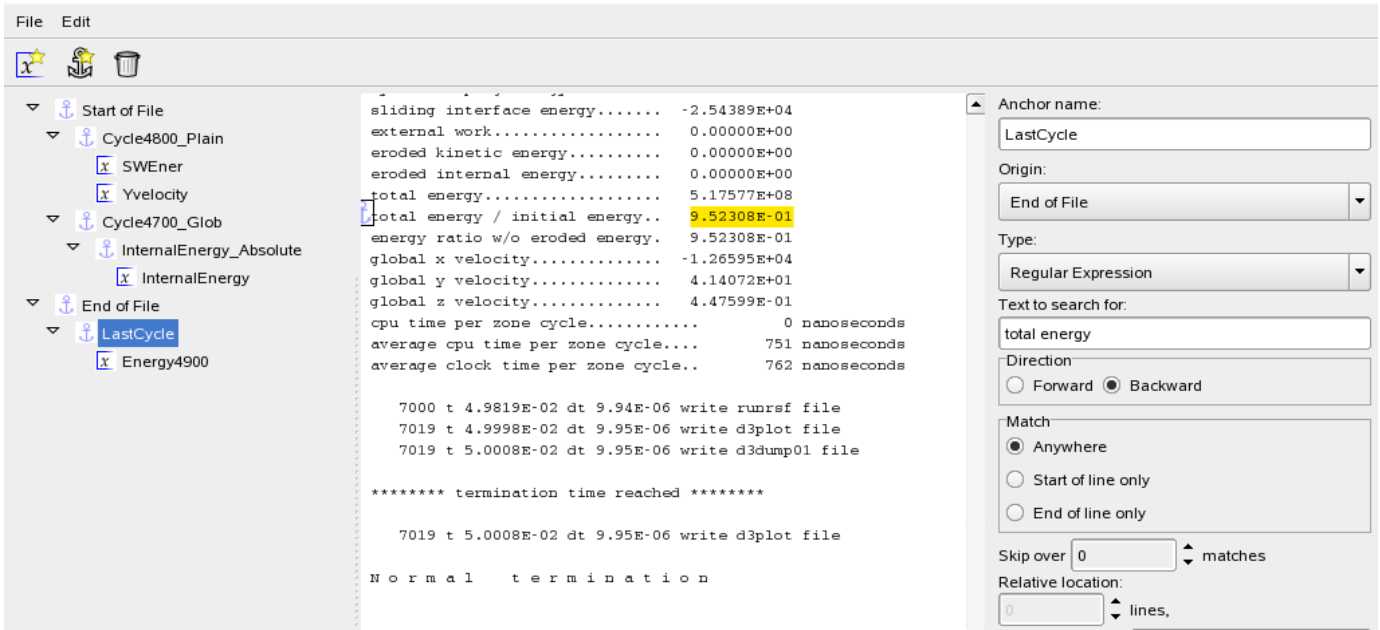 File Edit
Start of File
Cycle4800_Plain
x SWEner
x Yvelocity
Cycle4700_Glob
InternalEnergy_Absolute
x InternalEnergy
End of File
LastCycle
x Energy4900
sliding interface energy....... -2.54389E+04
external work.................. 0.00000E+00
eroded kinetic energy.......... 0.00000E+00
eroded internal energy......... 0.00000E+00
total energy................... 5.17577E+08
total energy / initial energy.. 9.52308E-01
energy ratio w/o eroded energy. 9.52308E-01
global x velocity.............. -1.26595E+04
global y velocity.............. 4.14072E+01
global z velocity.............. 4.47599E-01
cpu time per zone cycle............ 0 nanoseconds
average cpu time per zone cycle.... 751 nanoseconds
average clock time per zone cycle.. 762 nanoseconds
7000 t 4.9819E-02 dt 9.94E-06 write runrsf file
7019 t 4.9998E-02 dt 9.95E-06 write d3plot file
7019 t 5.0008E-02 dt 9.95E-06 write d3dump01 file
******** termination time reached ********
7019 t 5.0008E-02 dt 9.95E-06 write d3plot file
N o r m a l   t e r m i n a t i o n
Anchor name:
LastCycle
Origin:
End of File
Type:
Regular Expression
Text to search for:
total energy
Direction
Forward Backward
Match
Anywhere
Start of line only
End of line only
Skip over 0 matches
Relative location:
0 lines,